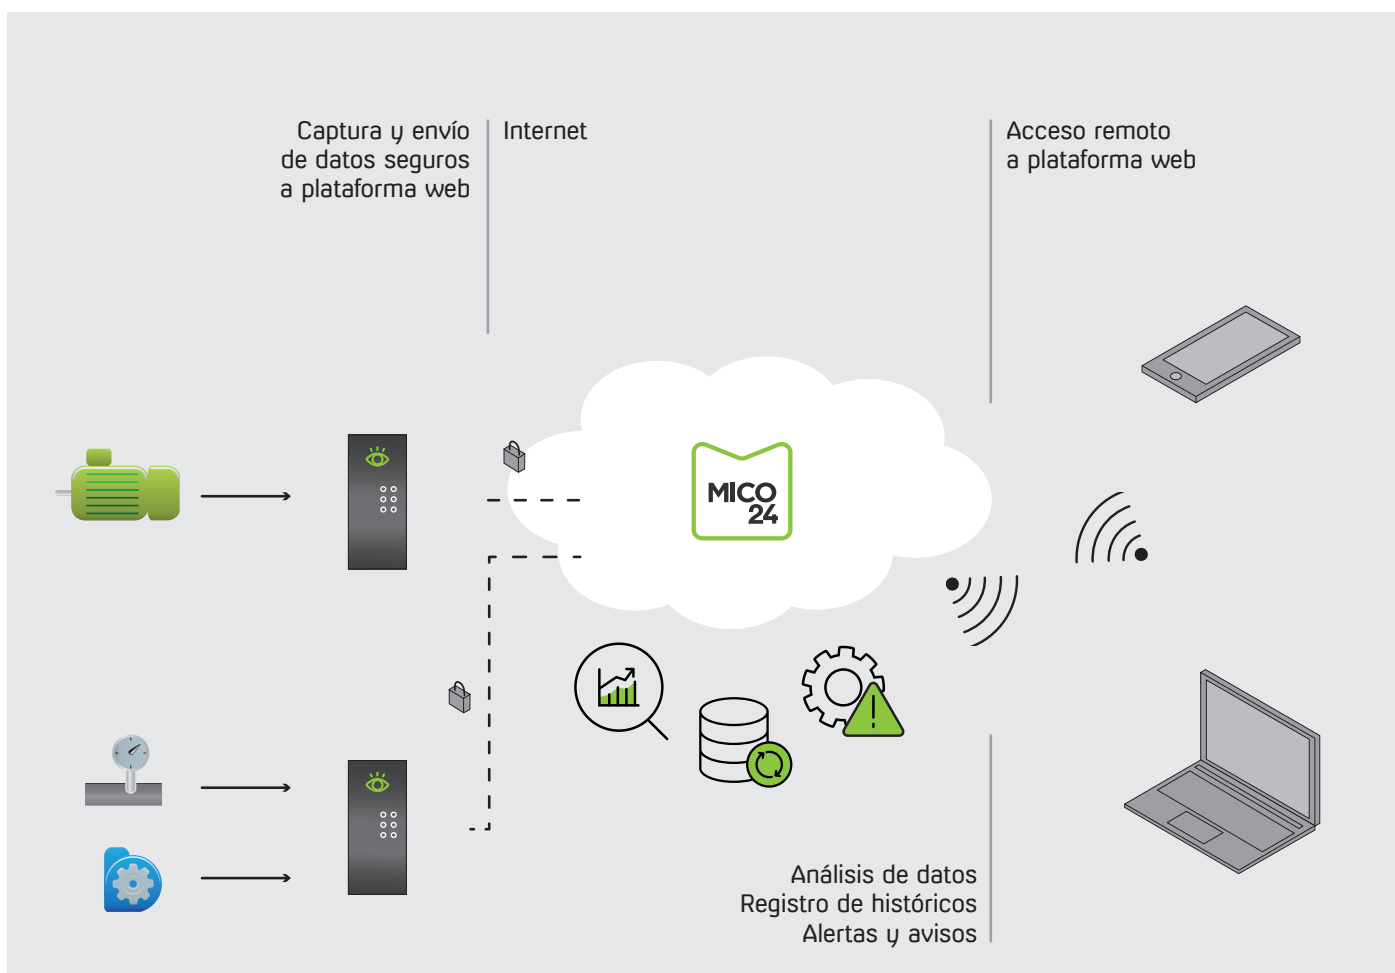 Captura y envío
de datos seguros
a plataforma web
Internet
Acceso remoto
a plataforma web
MICO
24
Análisis de datos
Registro de históricos
Alertas y avisos